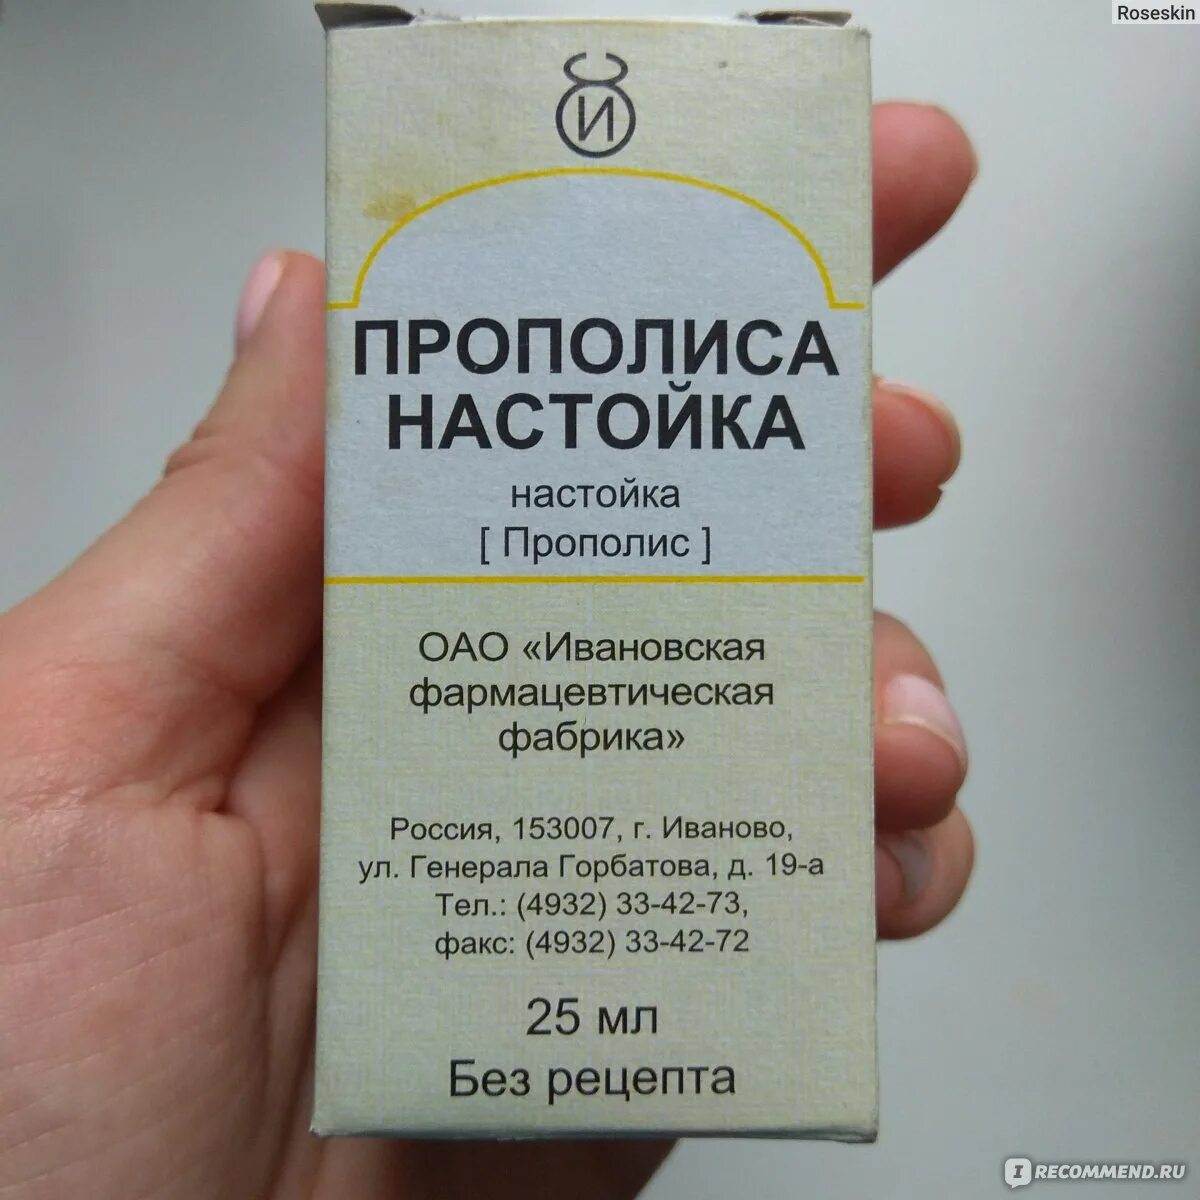 Roseskin
И
ПРОПОЛИСА
НАСТОЙКА
настойка
[ Прополис ]
ОАО «Ивановская
фармацевтическая
фабрика»
Россия, 153007, г. Иваново,
ул. Генерала Горбатова, д. 19-а
Тел.: (4932) 33-42-73,
факс: (4932) 33-42-72
25 мл
Без рецепта
IRECOMMEND.RU